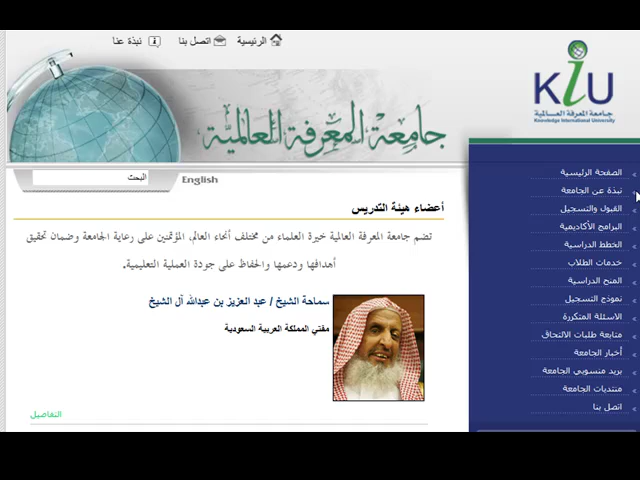 الرئيسية
اتصل بنا
نبذة عنا
KiU
جامعة المعرفة العالمية
Knowledge International University
جامعة المعرفة العالمية
البحث
English
أعضاء هيئة التدريس
تضم جامعة المعرفة العالمية خيرة العلماء من مختلف أنحاء العالم، المؤتمنين على رعاية الجامعة وضمان تحقيق
أهدافها ودعمها والحفاظ على جودة العملية التعليمية.
سماحة الشيخ / عبد العزيز بن عبدالله آل الشيخ
مفتي المملكة العربية السعودية
التفاصيل
الصفحة الرئيسية
نبذة عن الجامعة
القبول والتسجيل
البرامج الأكاديمية
الخطط الدراسية
خدمات الطلاب
المنح الدراسية
نموذج التسجيل
الاسئلة المتكررة
متابعة طلبات الالتحاق
أخبار الجامعة
بريد منسوبي الجامعة
منتديات الجامعة
اتصل بنا